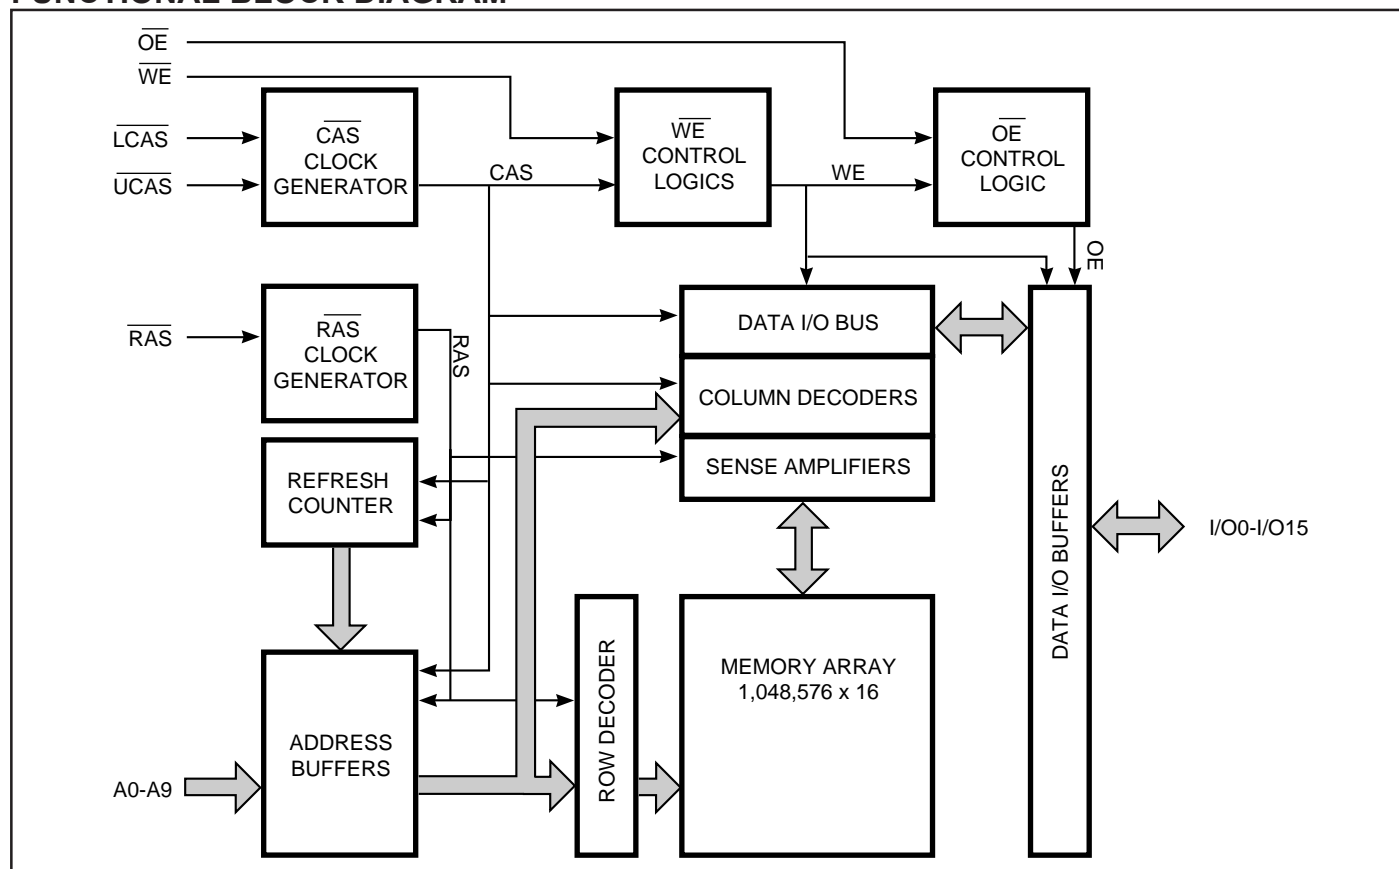 FUNCTIONAL BLOCK DIAGRAM
OE
WE
LCAS
UCAS
CAS
CLOCK
GENERATOR
CAS
WE
CONTROL
LOGICS
WE
OE
CONTROL
LOGIC
OE
RAS
RAS
CLOCK
GENERATOR
RAS
DATA I/O BUS
COLUMN DECODERS
SENSE AMPLIFIERS
REFRESH
COUNTER
DATA I/O BUFFERS
I/O0-I/O15
ROW DECODER
MEMORY ARRAY
1,048,576 x 16
ADDRESS
BUFFERS
A0-A9